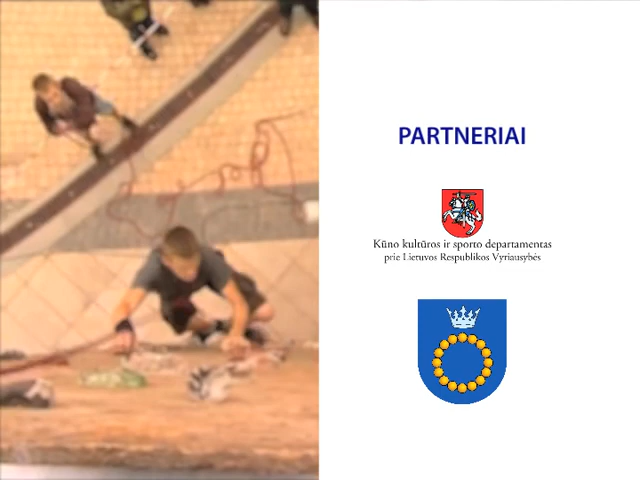 PARTNERIAI
Kūno kultūros ir sporto departamentas
prie Lietuvos Respublikos Vyriausybės